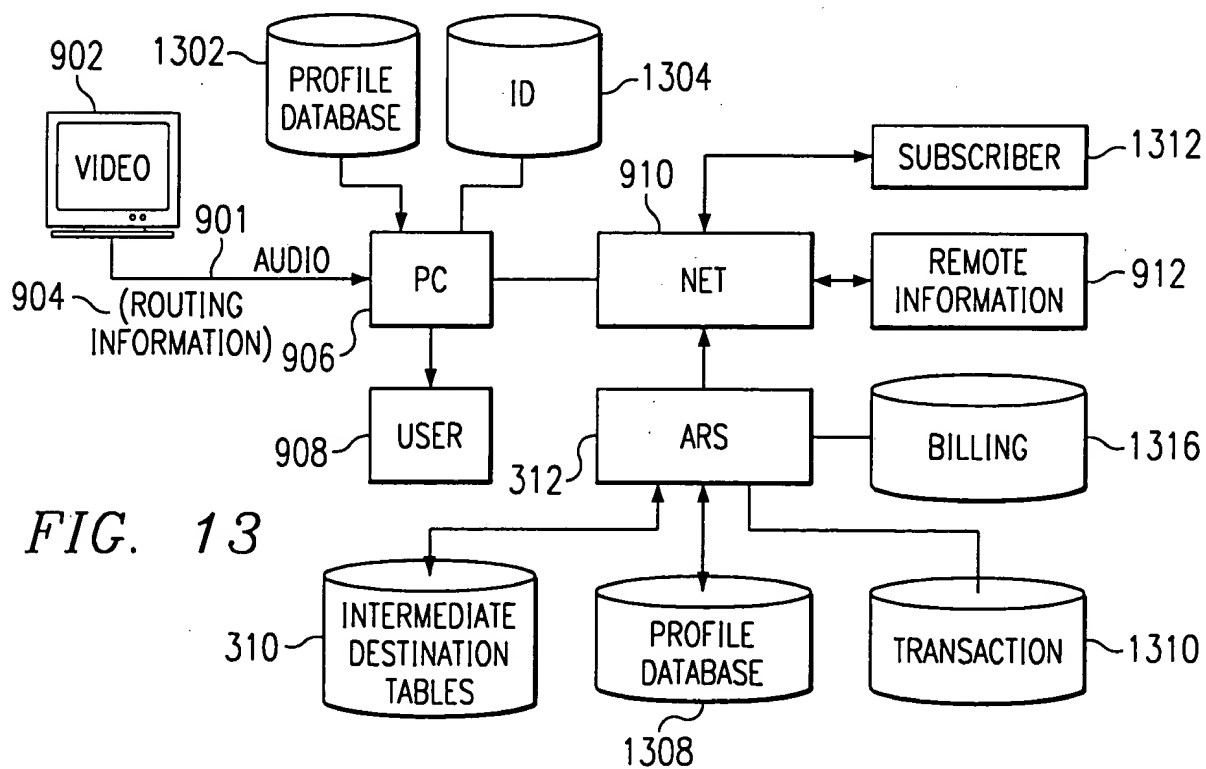 902
VIDEO
1302
PROFILE
DATABASE
ID
1304
901
AUDIO
904
(ROUTING
INFORMATION)
PC
906
910
NET
SUBSCRIBER
1312
REMOTE
INFORMATION
912
USER
908
ARS
312
BILLING
1316
FIG. 13
INTERMEDIATE
DESTINATION
TABLES
310
PROFILE
DATABASE
1308
TRANSACTION
1310